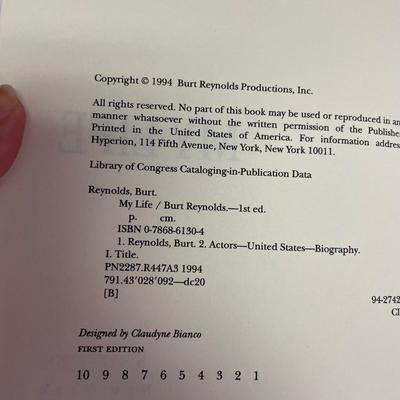 Copyright © 1994 Burt Reynolds Productions, Inc.
All rights reserved. No part of this book may be used or reproduced in an
manner whatsoever without the written permission of the Publishe
Printed in the United States of America. For information addres
Hyperion, 114 Fifth Avenue, New York, New York 10011.
Library of Congress Cataloging-in-Publication Data
Reynolds, Burt.
My Life / Burt Reynolds.—1st ed.
p. cm.
ISBN 0-7868-6130-4
1. Reynolds, Burt. 2. Actors—United States—Biography.
I. Title.
PN2287.R447A3 1994
791.43'028'092—dc20
[B]
94-2742
CI
Designed by Claudyne Bianco
FIRST EDITION
10 9 8 7 6 5 4 3 2 1